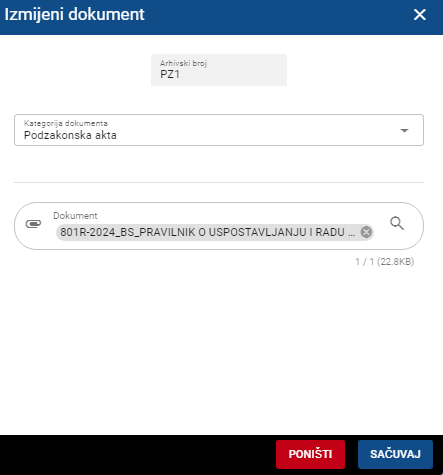 Izmijeni dokument
Arhivski broj
PZ1
Kategorija dokumenta
Podzakonska akta
Dokument
801R-2024_BS_PRAVILNIK O USPOSTAVLJANJU I RADU ...
1 / 1 (22.8KB)
PONIŠTI SAČUVAJ